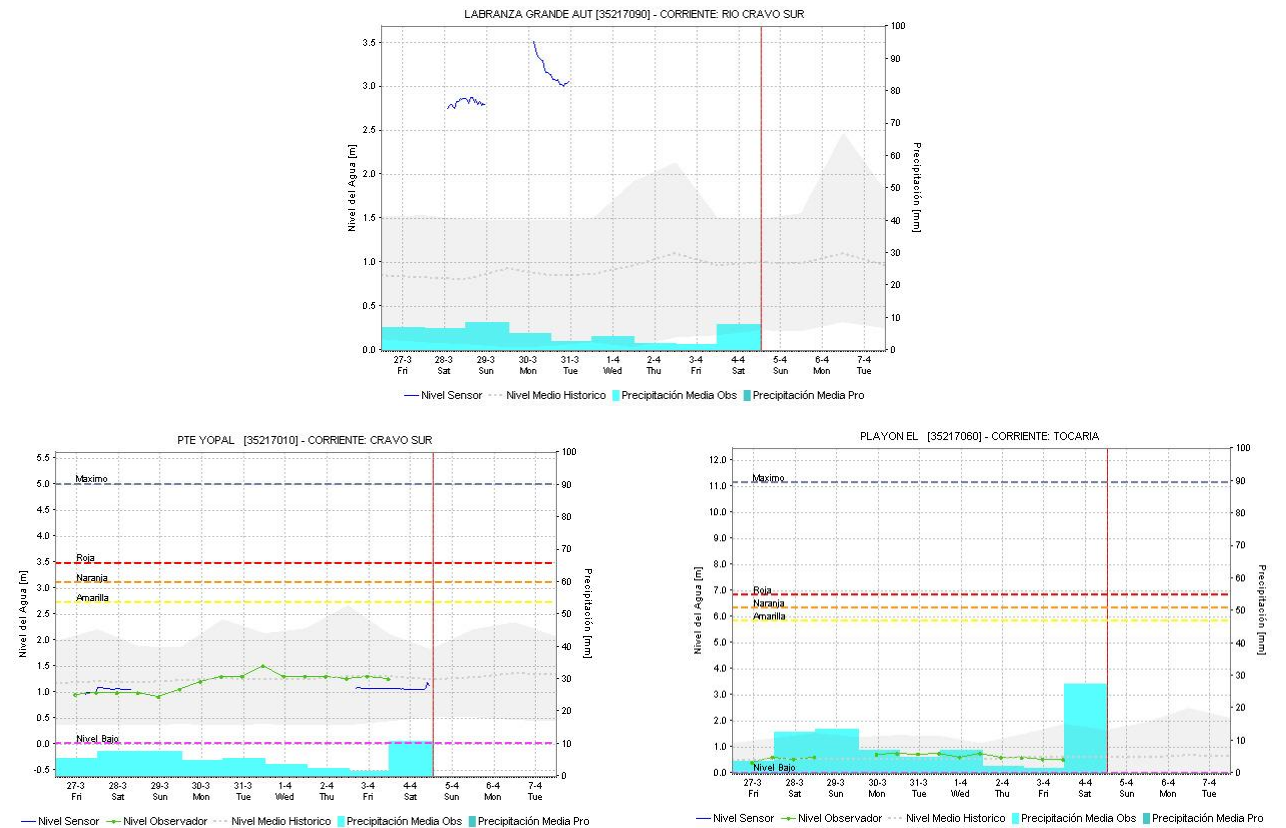 LABRANZA GRANDE AUT [35217090] - CORRIENTE: RIO CRAVO SUR
Nivel del Agua [m]
3.5
3.0
2.5
2.0
1.5
1.0
0.5
0.0
100
90
80
70
60
50
40
30
20
10
0
Precipitación [mm]
27-3 28-3 29-3 30-3 31-3 1-4 2-4 3-4 4-4 5-4 6-4 7-4
Fri Sat Sun Mon Tue Wed Thu Fri Sat Sun Mon Tue
Nivel Sensor Nivel Medio Historico Precipitación Media Obs Precipitación Media Pro
PTE YOPAL [35217010] - CORRIENTE: CRAVO SUR
Nivel del Agua [m]
5.5
5.0
4.5
4.0
3.5
3.0
2.5
2.0
1.5
1.0
0.5
0.0
-0.5
Maximo
Roja
Naranja
Amarilla
Nivel Bajo
100
90
80
70
60
50
40
30
20
10
0
Precipitación [mm]
27-3 28-3 29-3 30-3 31-3 1-4 2-4 3-4 4-4 5-4 6-4 7-4
Fri Sat Sun Mon Tue Wed Thu Fri Sat Sun Mon Tue
Nivel Sensor Nivel Observador Nivel Medio Historico Precipitación Media Obs Precipitación Media Pro
PLAYON EL [35217060] - CORRIENTE: TOCARIA
Nivel del Agua [m]
12.0
11.0
10.0
9.0
8.0
7.0
6.0
5.0
4.0
3.0
2.0
1.0
0.0
Maximo
Roja
Naranja
Amarilla
Nivel Bajo
100
90
80
70
60
50
40
30
20
10
0
Precipitación [mm]
27-3 28-3 29-3 30-3 31-3 1-4 2-4 3-4 4-4 5-4 6-4 7-4
Fri Sat Sun Mon Tue Wed Thu Fri Sat Sun Mon Tue
Nivel Sensor Nivel Observador Nivel Medio Historico Precipitación Media Obs Precipitación Media Pro